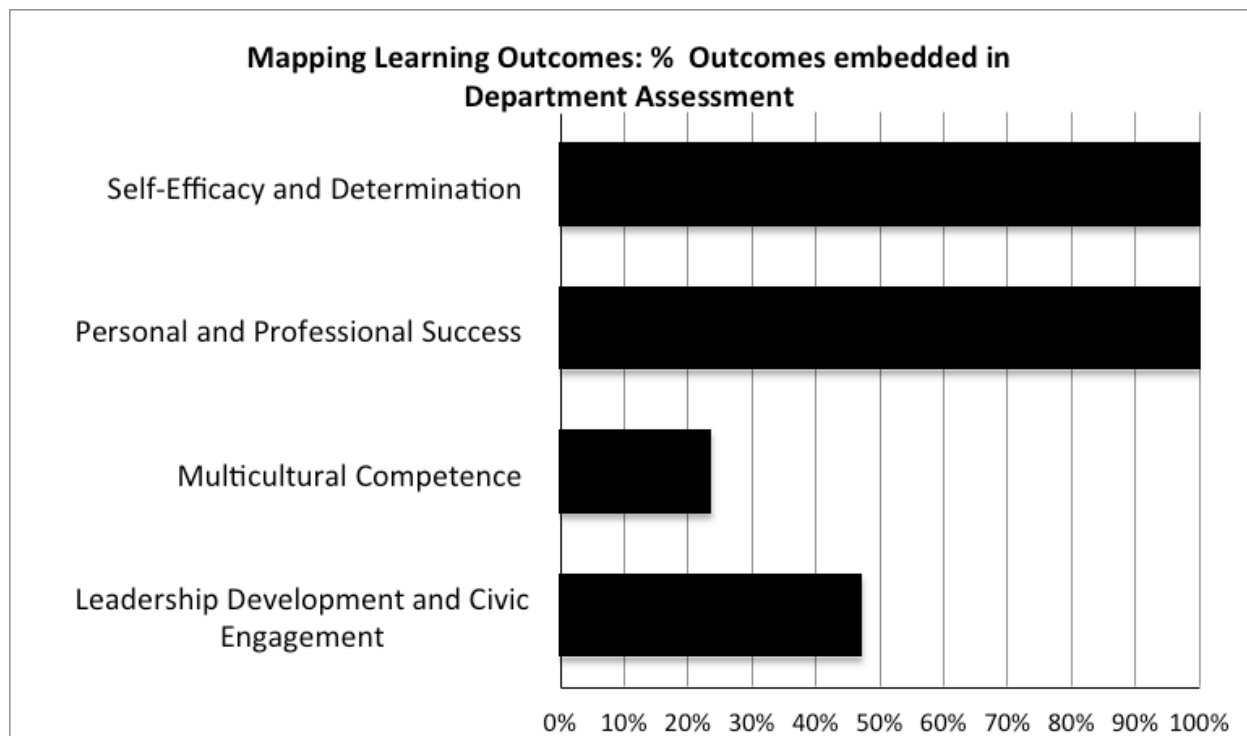 Mapping Learning Outcomes: % Outcomes embedded in
Department Assessment
Self-Efficacy and Determination
Personal and Professional Success
Multicultural Competence
Leadership Development and Civic
Engagement
0% 10% 20% 30% 40% 50% 60% 70% 80% 90% 100%